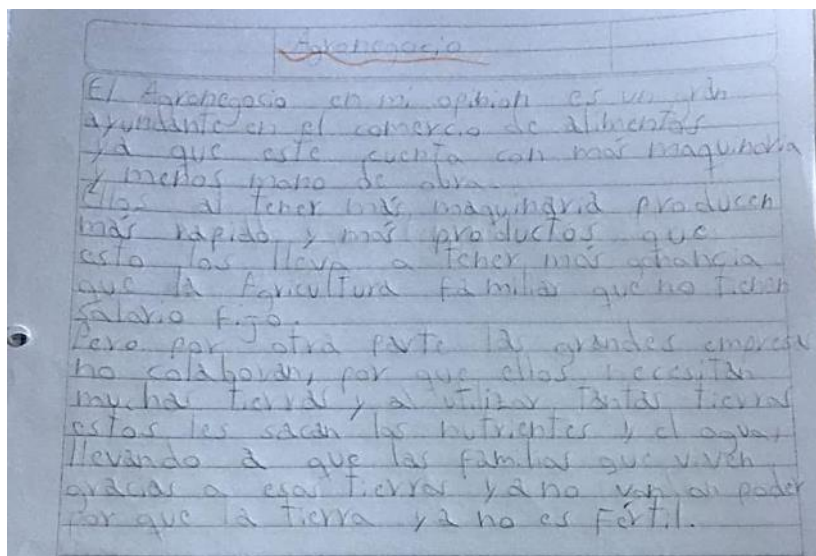 Agronegocio
El Agronegocio en mi opinion es un gran
ayundante en el comercio de alimentos
ya que este cuenta con más maquinaria
y menos mano de obra.
Ellos al tener más maquinaria producen
más rápido y más productos que
esto los lleva a tener más ganancia
que la Agricultura familiar que no tienen
Salario fijo.
Pero por otra parte las grandes empresa
no colaboran, por que ellos necesitan
muchas tierras y al utilizar tantas tierras
estos les sacan los nutrientes y el agua,
llevando a que las familias que viven
gracias a esas tierras ya no van an poder
por que la tierra ya no es fértil.